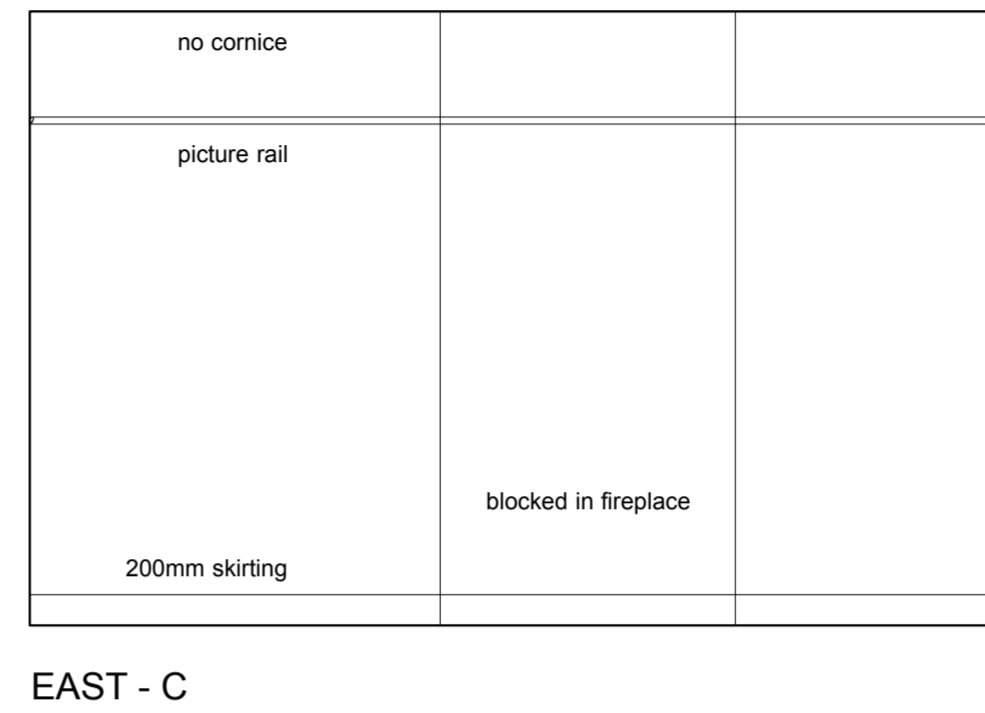 no cornice
picture rail
blocked in fireplace
200mm skirting
EAST - C